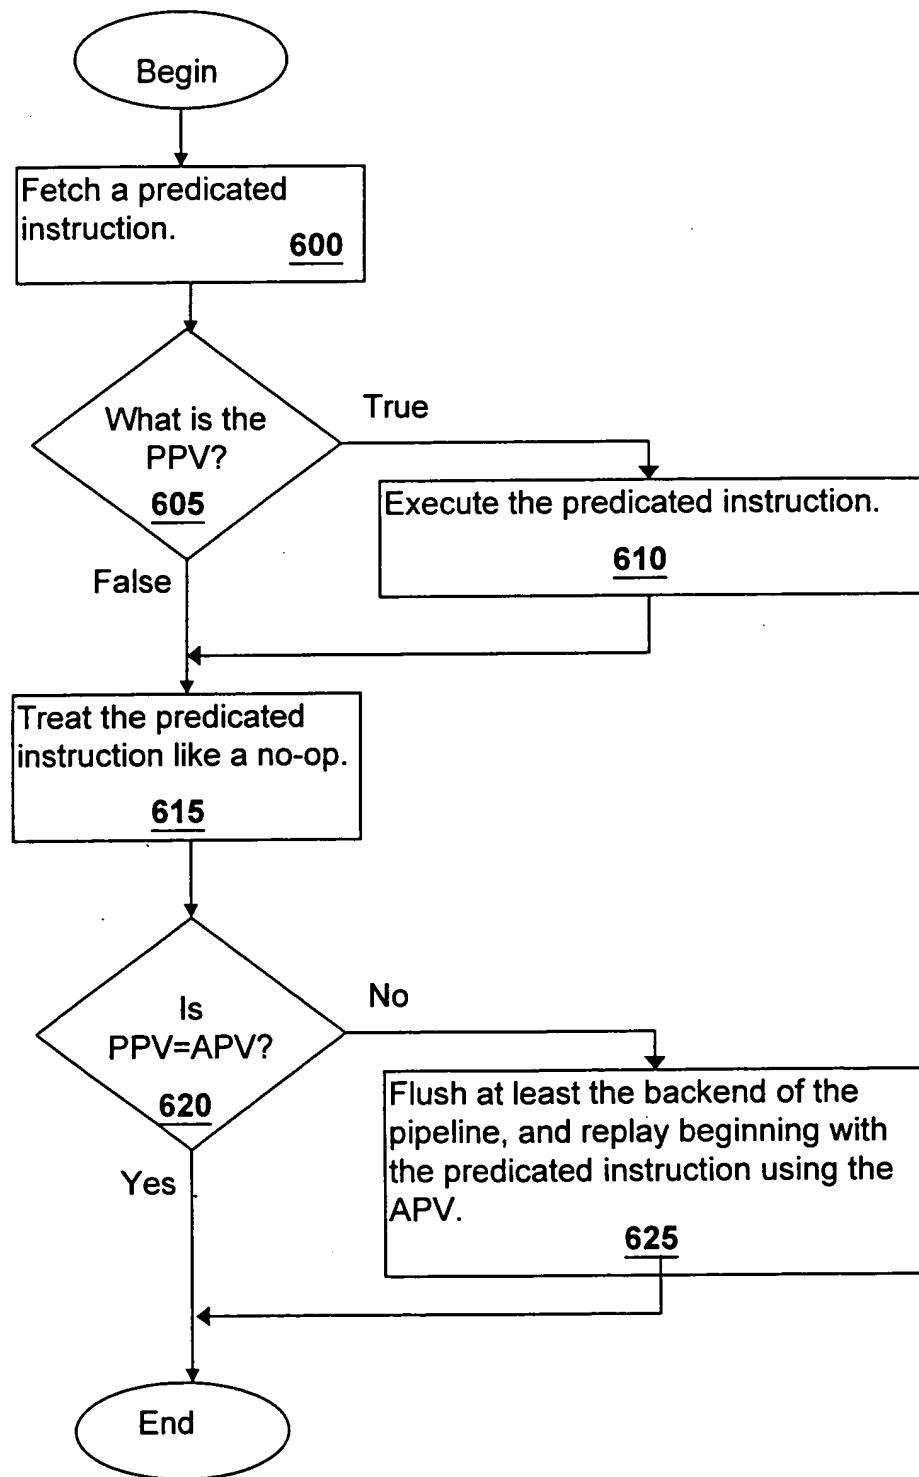 Begin
Fetch a predicated
instruction.
600
What is the
PPV?
605
True
False
Execute the predicated instruction.
610
Treat the predicated
instruction like a no-op.
615
Is
PPV=APV?
620
No
Yes
Flush at least the backend of the
pipeline, and replay beginning with
the predicated instruction using the
APV.
625
End